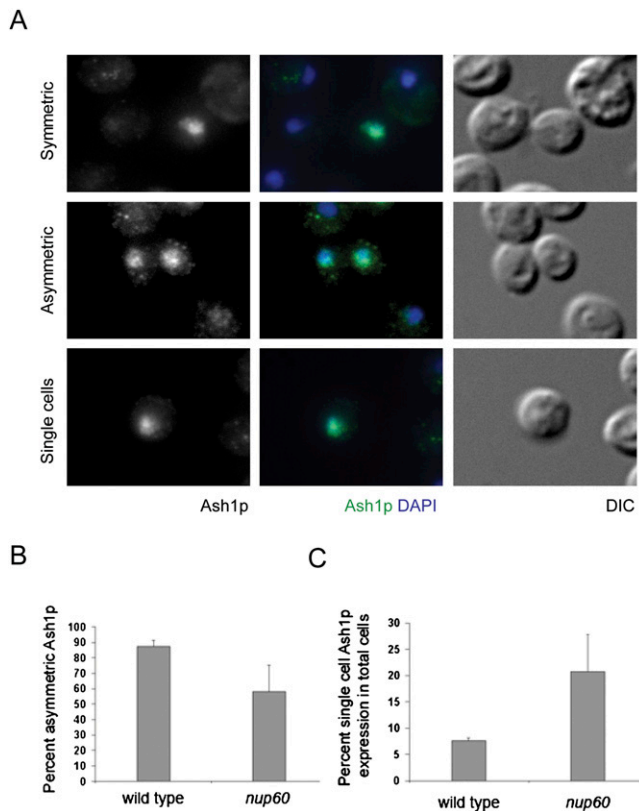 A
Symmetric
Asymmetric
Single cells
Ash1p
Ash1p DAPI
DIC
B
C
Percent asymmetric Ash1p
100
90
80
70
60
50
40
30
20
10
0
wild type
nup60
Percent single cell Ash1p
expression in total cells
30
25
20
15
10
5
0
wild type
nup60